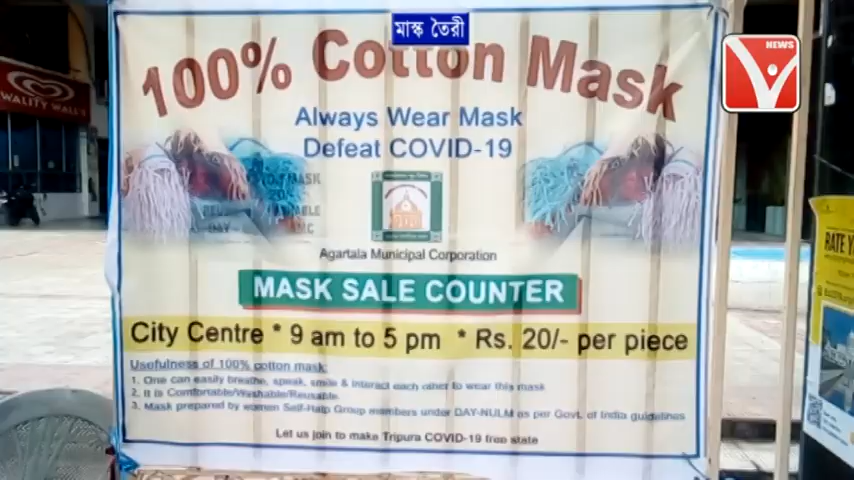 মাস্ক তৈরী
NEWS
100% Cotton Mask
WALITY WALL'S
Always Wear Mask
Defeat COVID-19
Agartala Municipal Corporation
MASK SALE COUNTER
RATE Y
City Centre * 9 am to 5 pm * Rs. 20/- per piece
Usefulness of 100% cotton mask:
1. One can easily breathe, speak, smile & interact each other to wear this mask
2. It is Comfortable/Washable/Reusable.
3. Mask prepared by women Self-Help Group members under DAY-NULM as per Govt. of India guidelines
Let us join to make Tripura COVID-19 free state